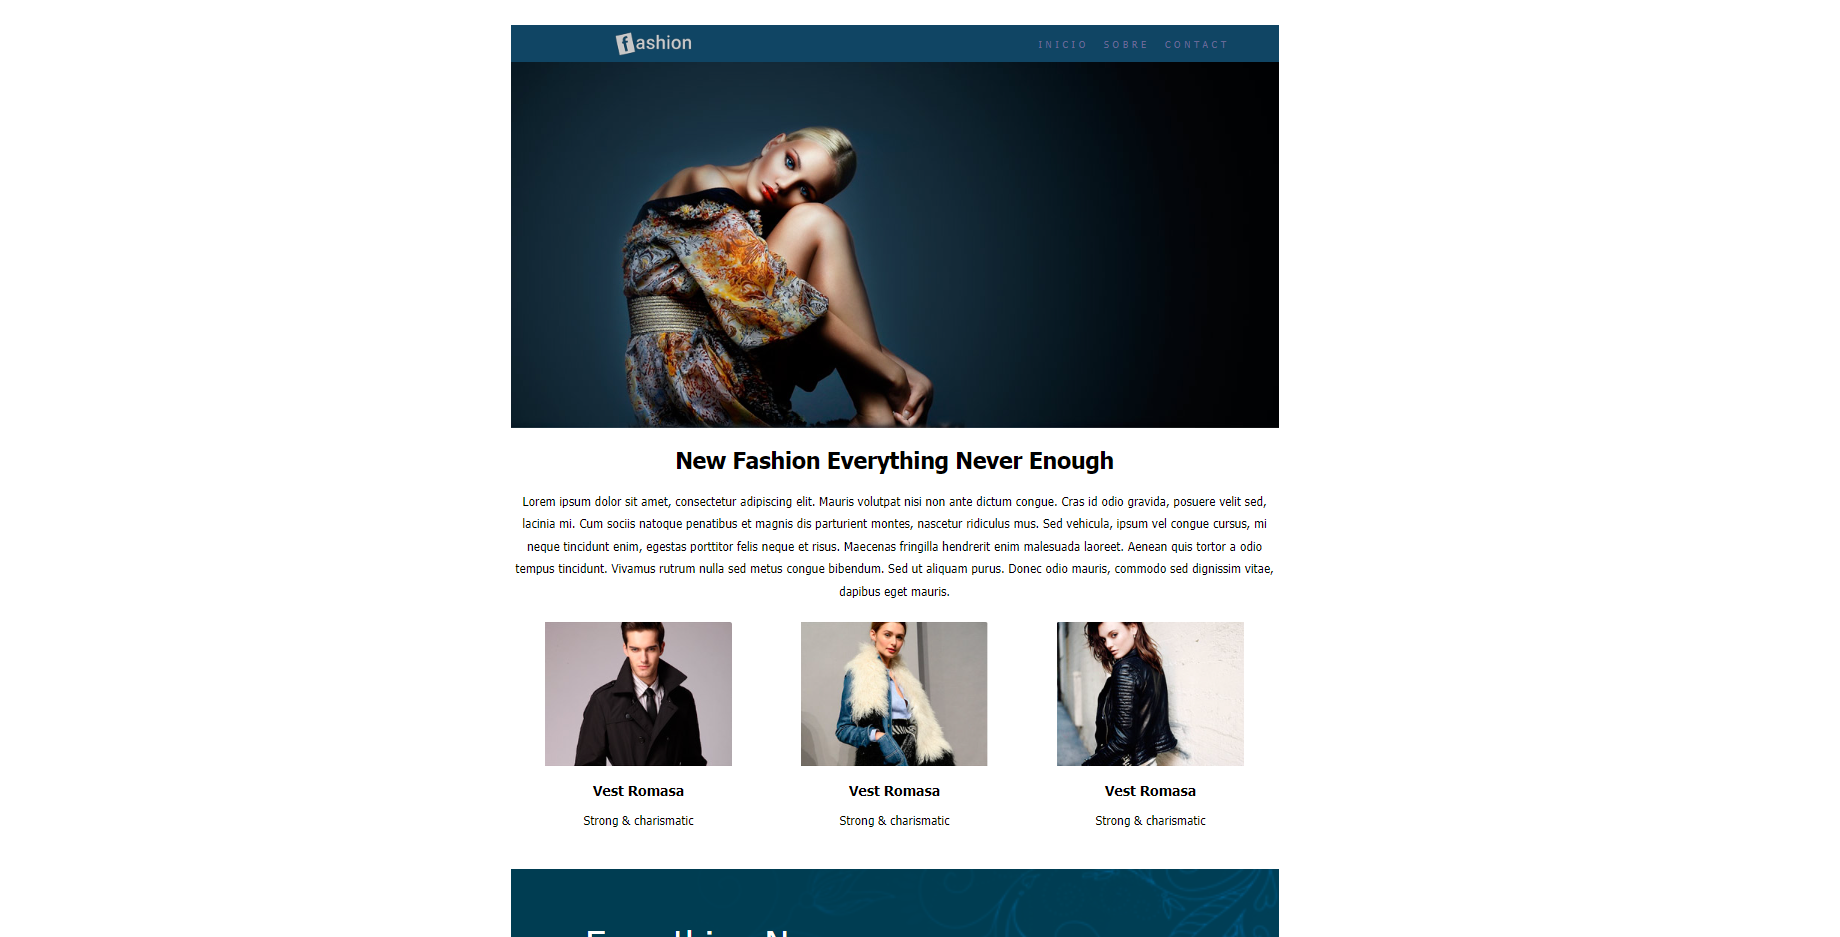 fashion
INICIO SOBRE CONTACT
New Fashion Everything Never Enough
Lorem ipsum dolor sit amet, consectetur adipiscing elit. Mauris volutpat nisi non ante dictum congue. Cras id odio gravida, posuere velit sed,
lacinia mi. Cum sociis natoque penatibus et magnis dis parturient montes, nascetur ridiculus mus. Sed vehicula, ipsum vel congue cursus, mi
neque tincidunt enim, egestas porttitor felis neque et risus. Maecenas fringilla hendrerit enim malesuada laoreet. Aenean quis tortor a odio
tempus tincidunt. Vivamus rutrum nulla sed metus congue bibendum. Sed ut aliquam purus. Donec odio mauris, commodo sed dignissim vitae,
dapibus eget mauris.
Vest Romasa
Strong & charismatic
Vest Romasa
Strong & charismatic
Vest Romasa
Strong & charismatic